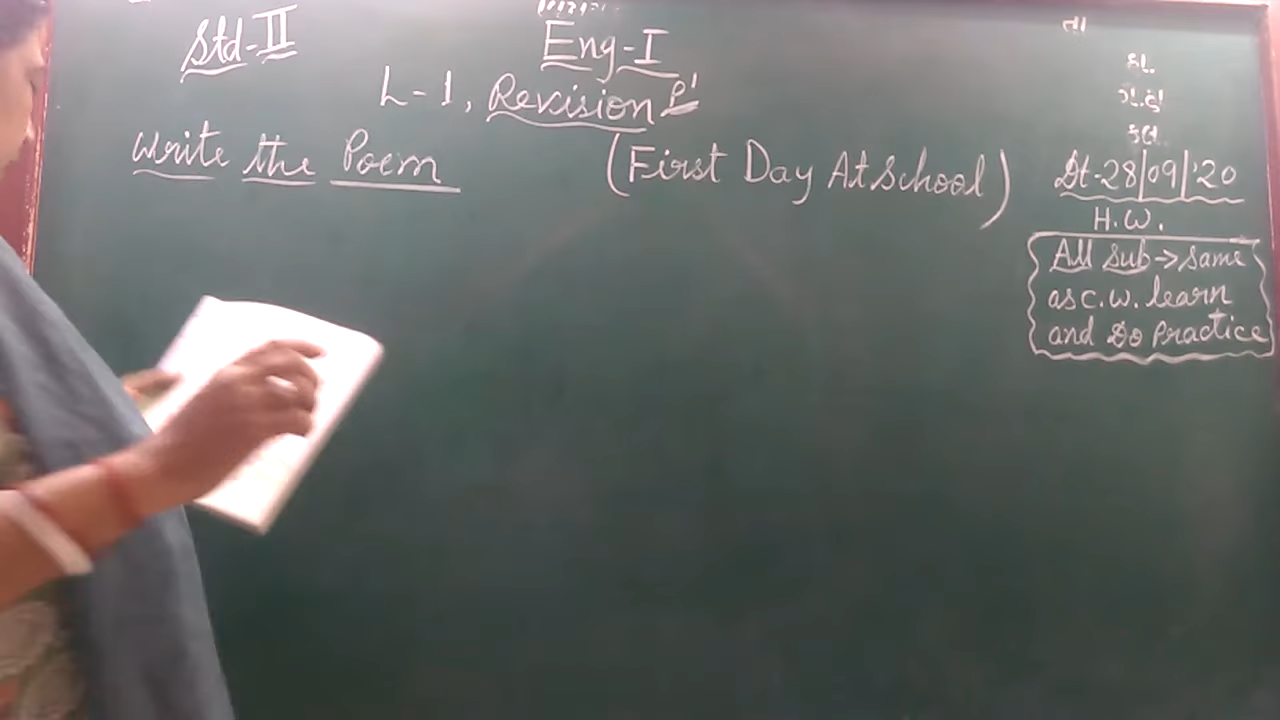 Std-II
Eng-I
L-1, Revision P'
Write the Poem
(First Day At School)
Dt-28/09/'20
H.W.
All Sub→same
as c.w. learn
and Do Practice